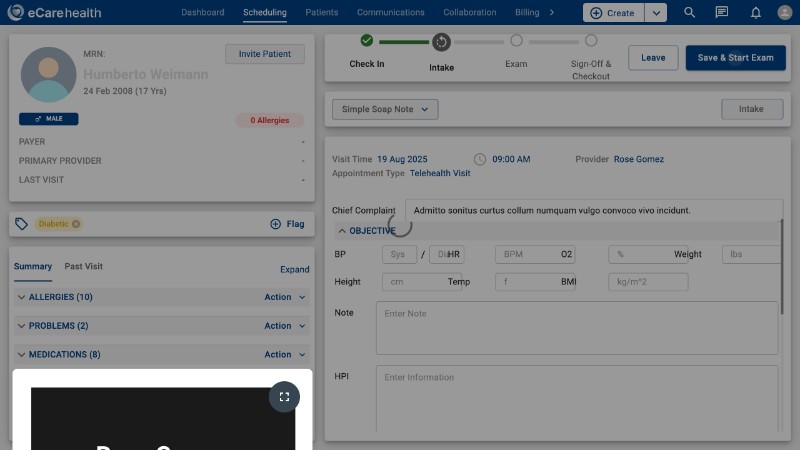 eCarehealth
Dashboard
Scheduling
Patients
Communications
Collaboration
Billing
Create
MRN:
Invite Patient
Humberto Weimann
24 Feb 2008 (17 Yrs)
MALE
0 Allergies
PAYER
-
PRIMARY PROVIDER
-
LAST VISIT
-
Diabetic
Flag
Summary
Past Visit
Expand
ALLERGIES (10)
Action
PROBLEMS (2)
Action
MEDICATIONS (8)
Action
Check In
Intake
Exam
Sign-Off &
Checkout
Leave
Save & Start Exam
Simple Soap Note
Intake
Visit Time 19 Aug 2025
09:00 AM
Provider Rose Gomez
Appointment Type Telehealth Visit
Chief Complaint
Admitto sonitus curtus collum numquam vulgo convoco vivo incidunt.
OBJECTIVE
BP
Sys
/
Dia
HR
BPM
O2
%
Weight
lbs
Height
cm
Temp
f
BMI
kg/m^2
Note
Enter Note
HPI
Enter Information